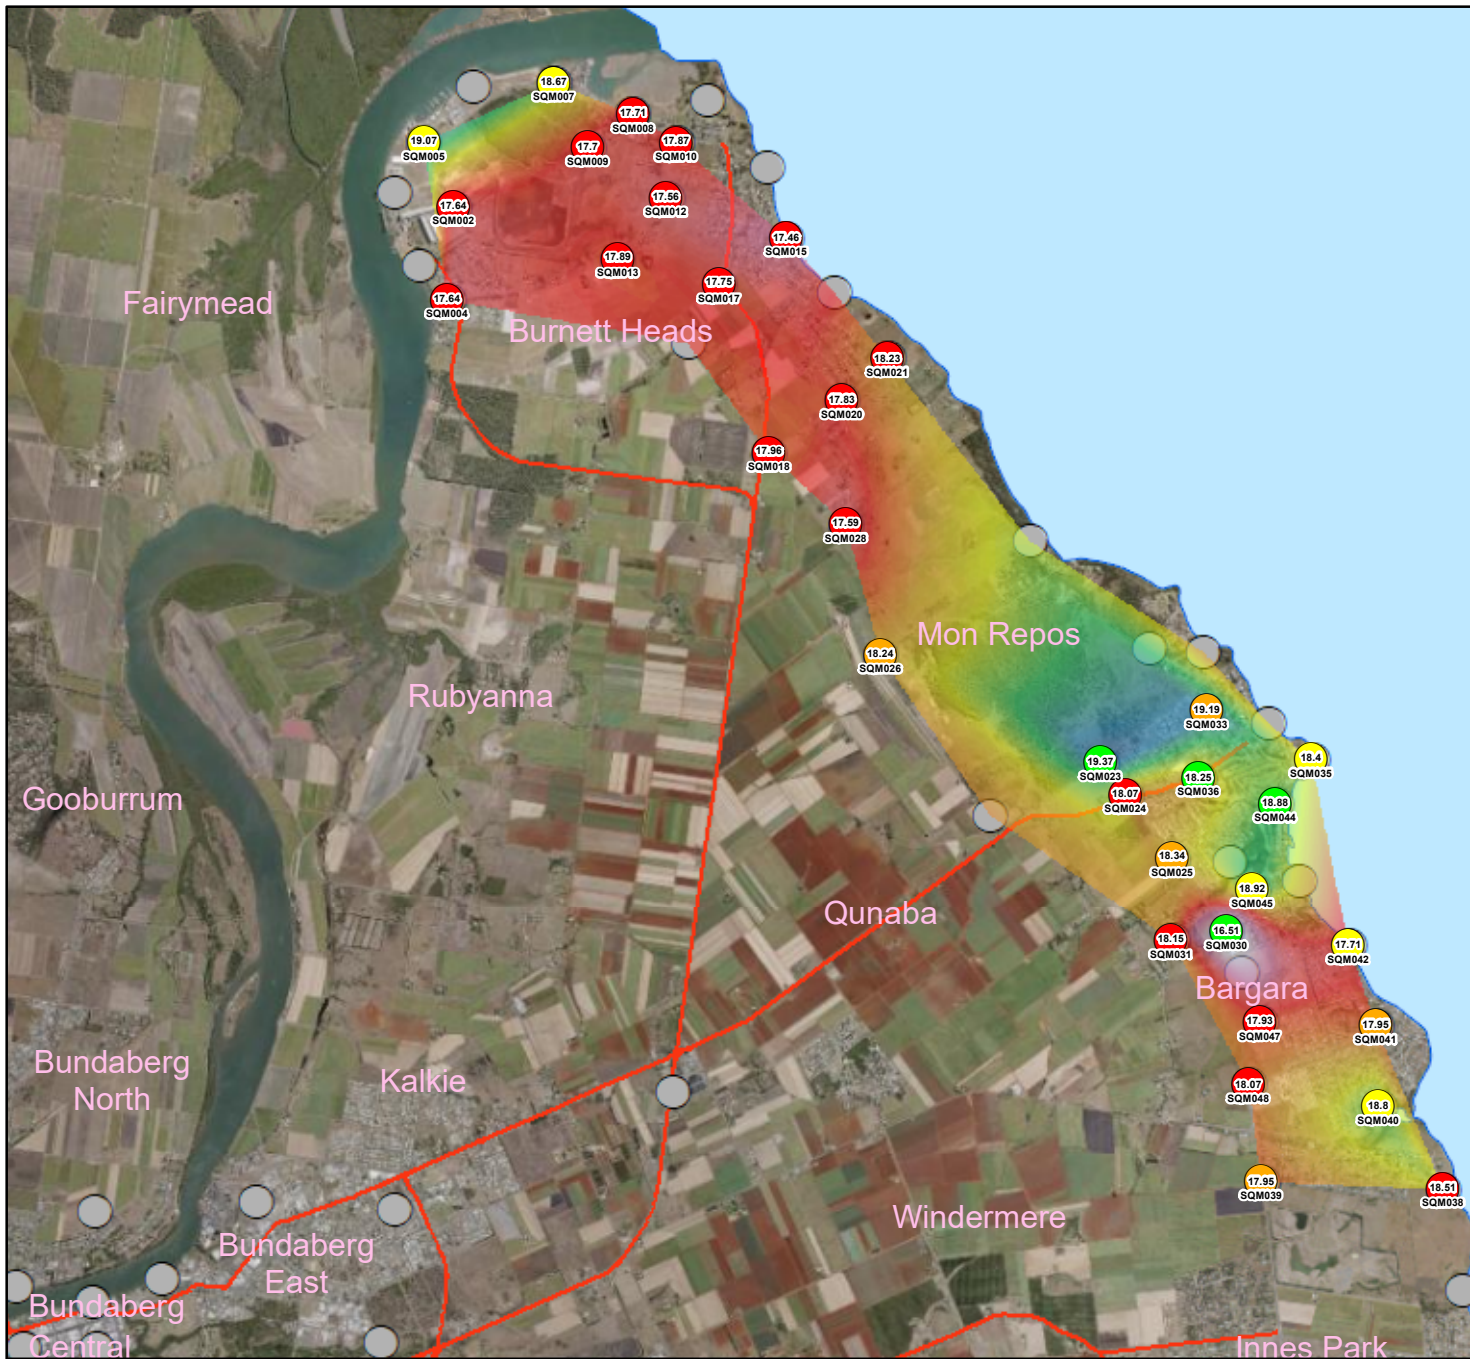 18.67
SQM007
17.71
SQM008
19.07
SQM005
17.7
SQM009
17.87
SQM010
17.64
SQM002
17.56
SQM012
17.46
SQM015
17.89
SQM013
17.75
SQM017
17.64
SQM004
Fairymead
Burnett Heads
18.23
SQM021
17.83
SQM020
17.96
SQM018
17.59
SQM028
Mon Repos
18.24
SQM026
Rubyanna
19.19
SQM033
19.37
SQM023
18.25
SQM036
18.4
SQM035
18.07
SQM024
18.88
SQM044
Gooburrum
18.34
SQM025
18.92
SQM045
Qunaba
16.51
SQM030
18.15
SQM031
17.71
SQM042
Bargara
17.93
SQM047
17.95
SQM041
Bundaberg
North
Kalkie
18.07
SQM048
18.8
SQM040
17.95
SQM039
18.51
SQM038
Windermere
Bundaberg
East
Bundaberg
Central
Innes Park